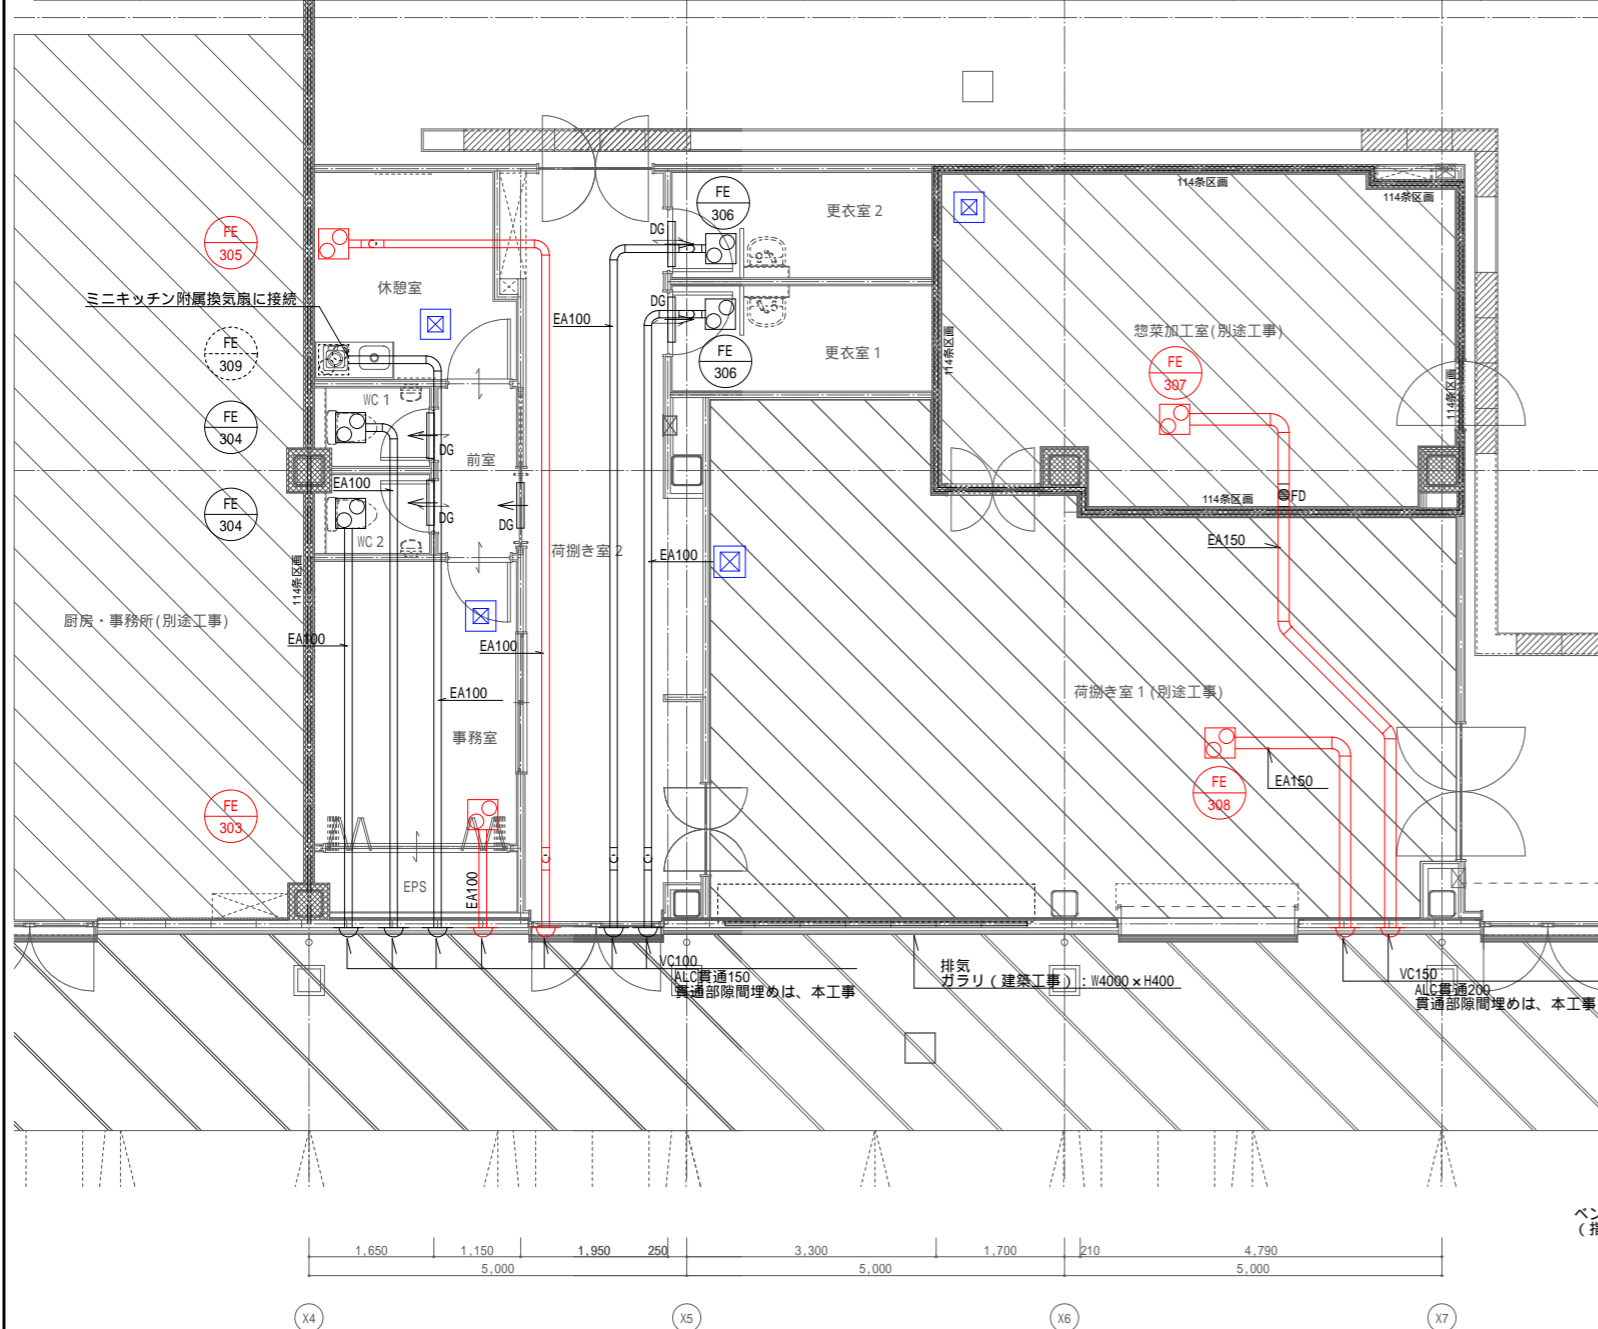 114条区画
114条区画
FE
306
更衣室2
FE
305
DG
休憩室
ミニキッチン附属換気扇に接続
DG
EA100
惣菜加工室(別途工事)
114条区画
FE
309
FE
306
更衣室1
FE
307
114条区画
WC 1
FE
304
DG
前室
EA100
114条区画
FD
FE
304
DG
DG
WC 2
荷捌き室2
EA100
EA150
114条区画
厨房・事務所(別途工事)
EA100
EA100
EA100
荷捌き室1(別途工事)
事務室
FE
303
EA150
FE
308
EPS
EA100
VC100
ALC貫通150
貫通部隙間埋めは、本工事
排気
ガラリ(建築工事):W4000×H400
VC150
ALC貫通200
貫通部隙間埋めは、本工事
ベン
1,650
1,150
1,950
250
3,300
1,700
210
4,790
5,000
5,000
5,000
X4
X5
X6
X7